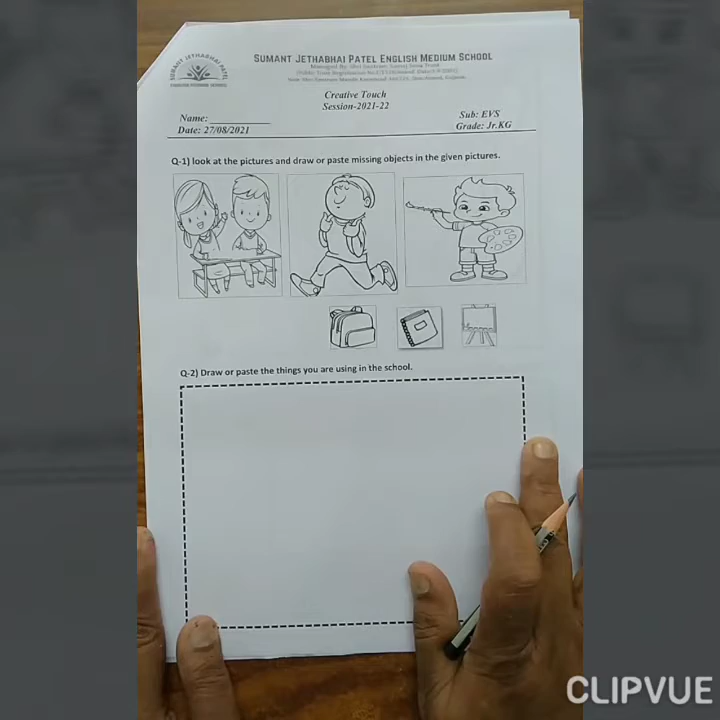 SUMANT JETHABHAI PATEL ENGLISH MEDIUM SCHOOL
Creative Touch
Session-2021-22
Name: ____________
Sub: EVS
Date: 27/08/2021
Grade: Jr.KG
Q-1) look at the pictures and draw or paste missing objects in the given pictures.
Q-2) Draw or paste the things you are using in the school.
CLIPVUE